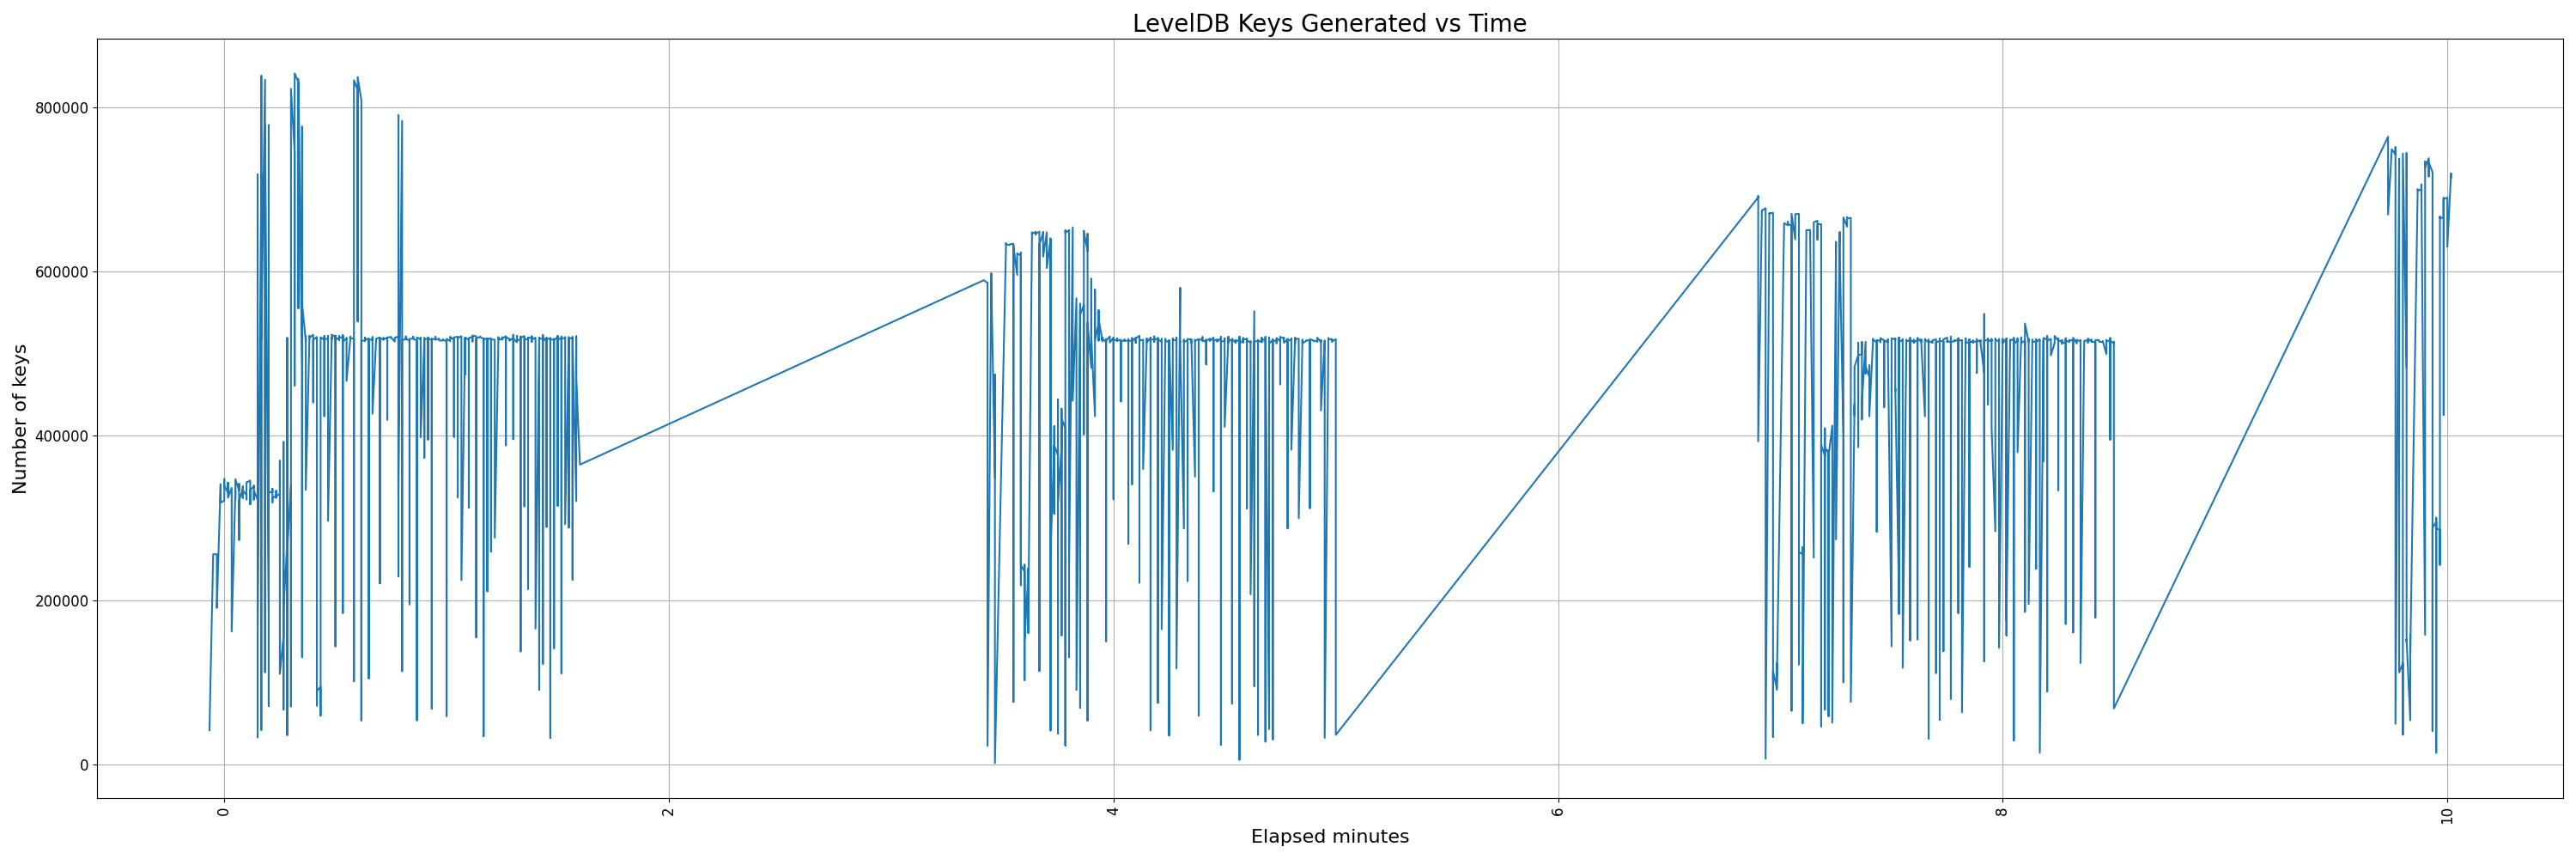 LevelDB Keys Generated vs Time
800000
600000
400000
200000
0
Number of keys
0 2 4 6 8 10
Elapsed minutes